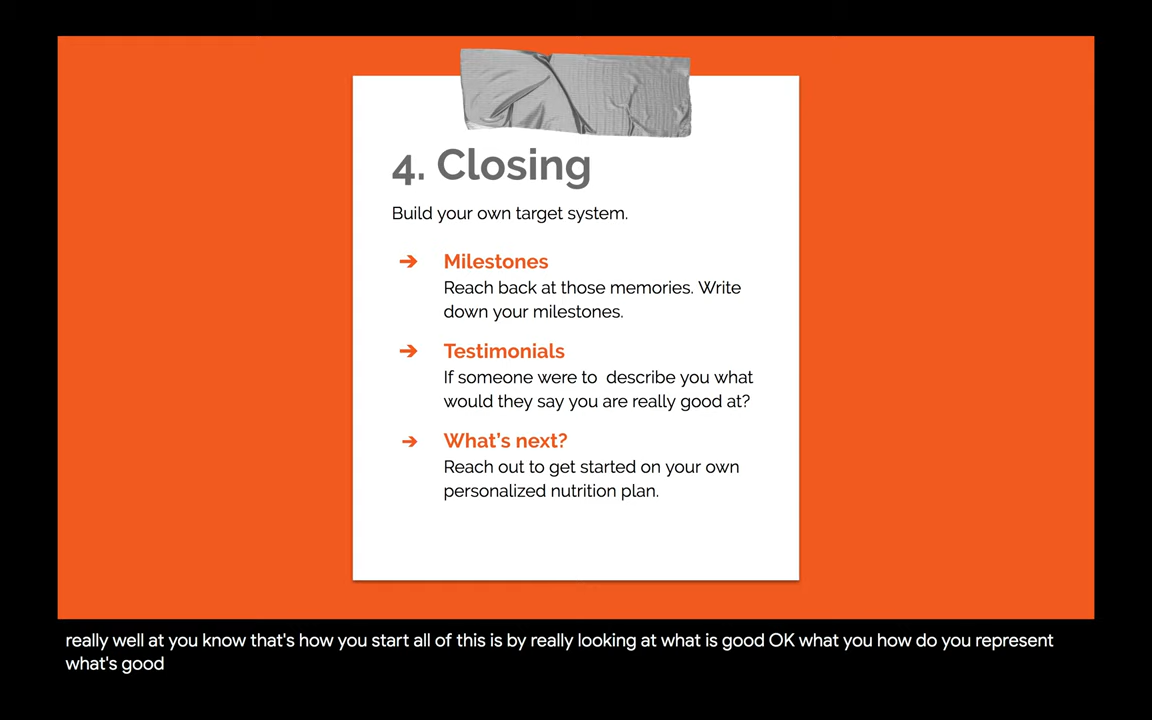 4. Closing
Build your own target system.
➔ Milestones
Reach back at those memories. Write
down your milestones.
➔ Testimonials
If someone were to  describe you what
would they say you are really good at?
➔ What's next?
Reach out to get started on your own
personalized nutrition plan.
really well at you know that's how you start all of this is by really looking at what is good OK what you how do you represent
what's good